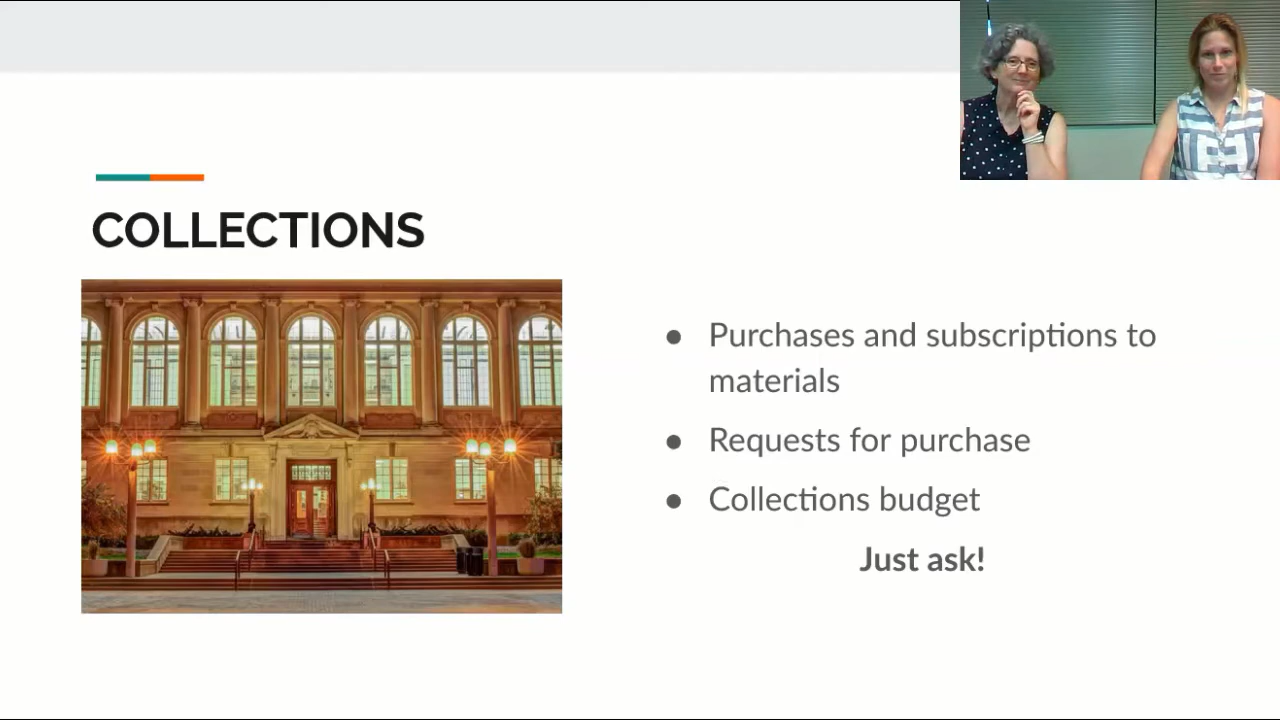 COLLECTIONS
● Purchases and subscriptions to
materials
● Requests for purchase
● Collections budget
Just ask!